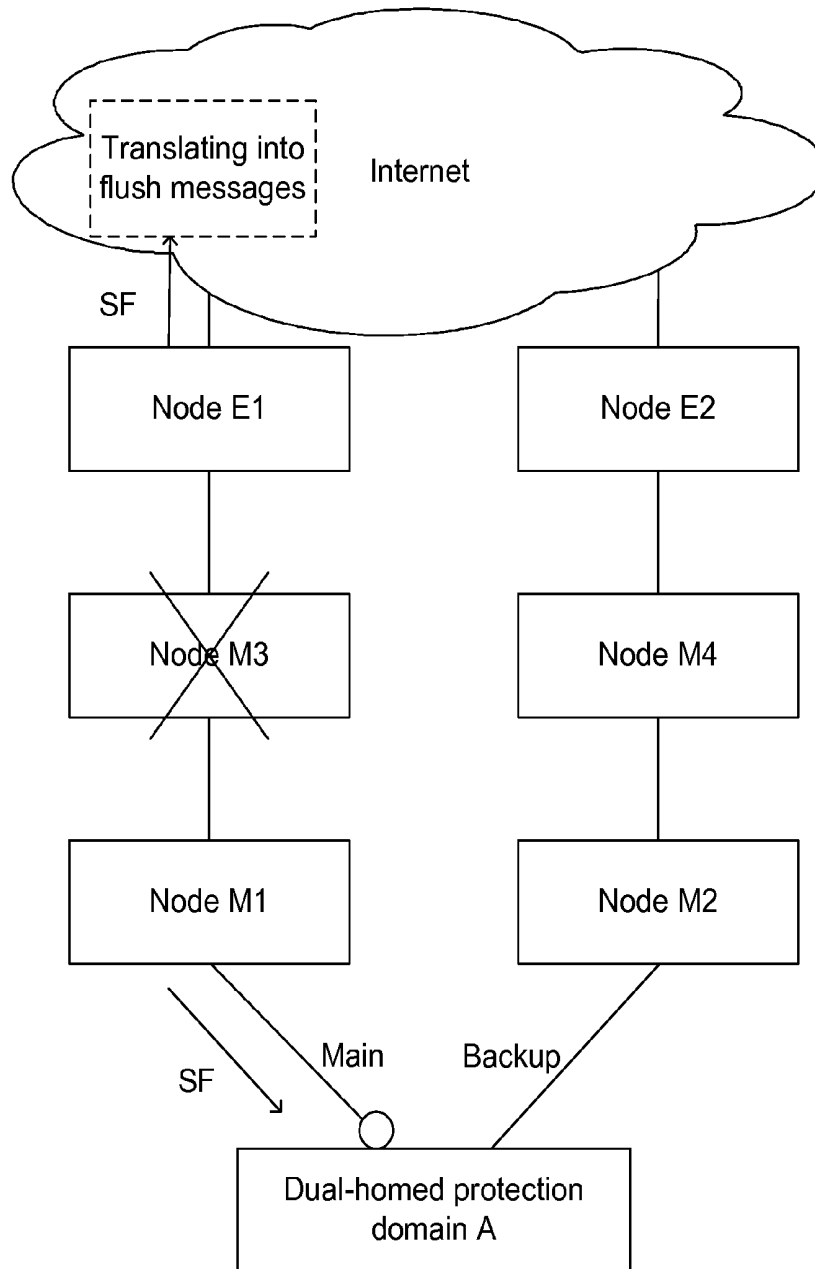 Translating into
flush messages
Internet
SF
Node E1
Node E2
Node M3
Node M4
Node M1
Node M2
Main
Backup
SF
Dual-homed protection
domain A